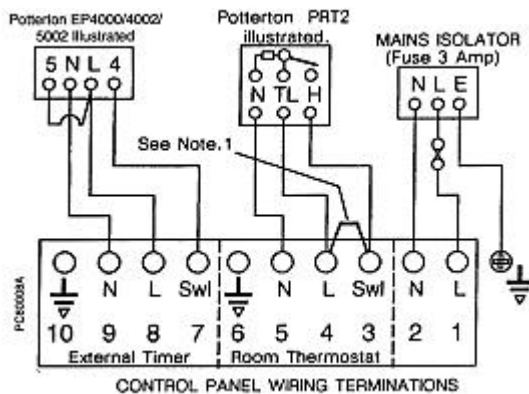 Potterton EP4000/4002/
5002 Illustrated
5 N L 4
Potterton PRT2
illustrated.
N TL H
MAINS ISOLATOR
(Fuse 3 Amp)
N L E
See Note.1
N L Swl N L Swl N L
10 9 8 7 6 5 4 3 2 1
External Timer Room Thermostat
CONTROL PANEL WIRING TERMINATIONS